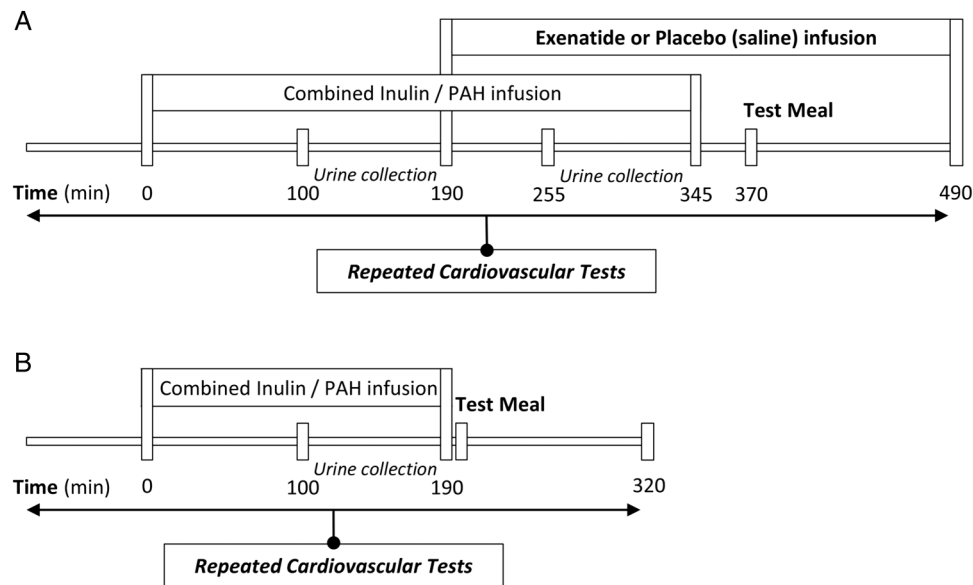 A
Exenatide or Placebo (saline) infusion
Combined Inulin / PAH infusion
Test Meal
Urine collection
Urine collection
Time (min) 0 100 190 255 345 370 490
Repeated Cardiovascular Tests
B
Combined Inulin / PAH infusion
Test Meal
Urine collection
Time (min) 0 100 190 320
Repeated Cardiovascular Tests